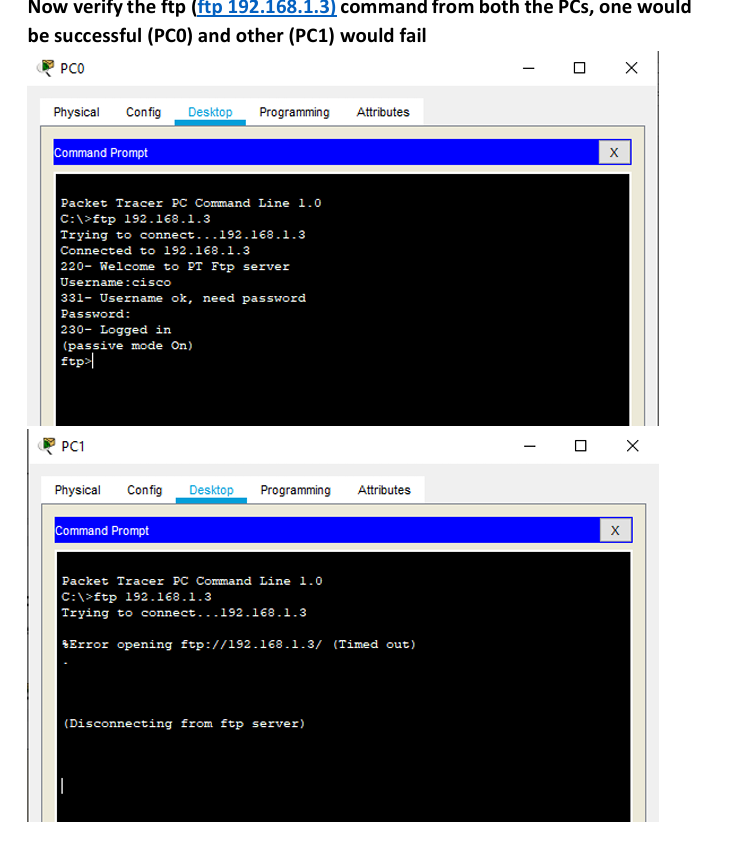 Now verify the ftp (ftp 192.168.1.3) command from both the PCs, one would
be successful (PC0) and other (PC1) would fail
PC0
Physical Config Desktop Programming Attributes
Command Prompt X
Packet Tracer PC Command Line 1.0
C:\>ftp 192.168.1.3
Trying to connect...192.168.1.3
Connected to 192.168.1.3
220- Welcome to PT Ftp server
Username:cisco
331- Username ok, need password
Password:
230- Logged in
(passive mode On)
ftp>
PC1
Physical Config Desktop Programming Attributes
Command Prompt X
Packet Tracer PC Command Line 1.0
C:\>ftp 192.168.1.3
Trying to connect...192.168.1.3
%Error opening ftp://192.168.1.3/ (Timed out)
.
(Disconnecting from ftp server)